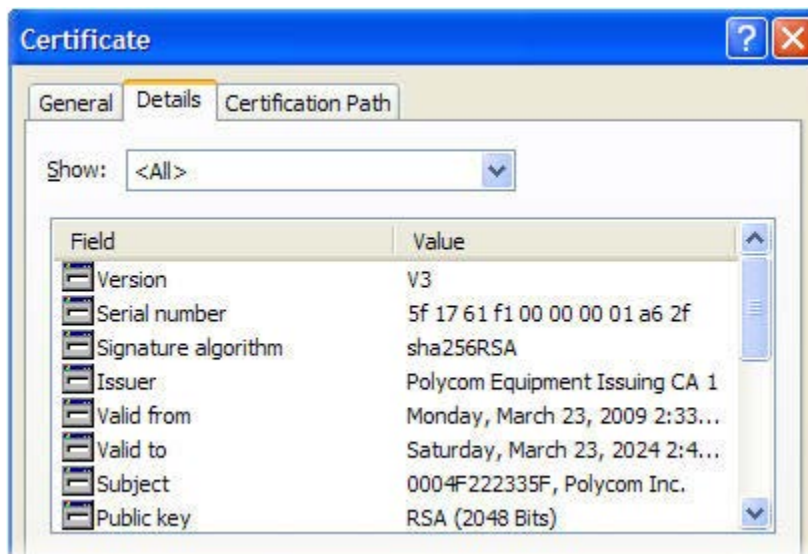 Certificate
General Details Certification Path
Show: <All>
Field Value
Version V3
Serial number 5f 17 61 f1 00 00 00 01 a6 2f
Signature algorithm sha256RSA
Issuer Polycom Equipment Issuing CA 1
Valid from Monday, March 23, 2009 2:33...
Valid to Saturday, March 23, 2024 2:4...
Subject 0004F222335F, Polycom Inc.
Public key RSA (2048 Bits)